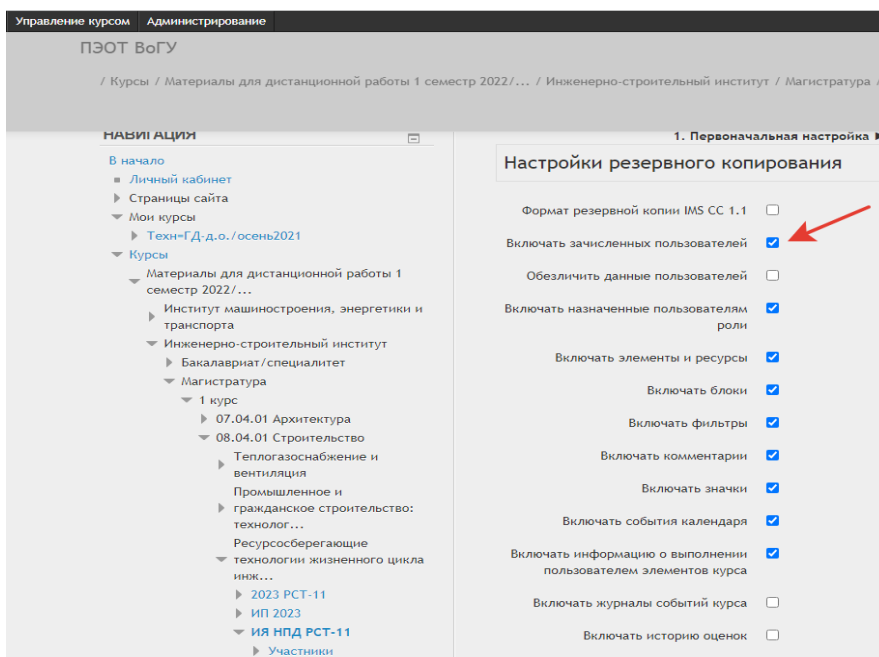 Управление курсом Администрирование
ПЭОТ ВоГУ
/ Курсы / Материалы для дистанционной работы 1 семестр 2022/... / Инженерно-строительный институт / Магистратура /
НАВИГАЦИЯ
В начало
Личный кабинет
Страницы сайта
Мои курсы
Техн=ГД-д.о./осень2021
Курсы
Материалы для дистанционной работы 1
семестр 2022/...
Институт машиностроения, энергетики и
транспорта
Инженерно-строительный институт
Бакалавриат/специалитет
Магистратура
1 курс
07.04.01 Архитектура
08.04.01 Строительство
Теплогазоснабжение и
вентиляция
Промышленное и
гражданское строительство:
технолог...
Ресурсосберегающие
технологии жизненного цикла
инж...
2023 РСТ-11
ИП 2023
ИЯ НПД РСТ-11
Участники
1. Первоначальная настройка
Настройки резервного копирования
Формат резервной копии IMS CC 1.1
Включать зачисленных пользователей
Обезличить данные пользователей
Включать назначенные пользователям
роли
Включать элементы и ресурсы
Включать блоки
Включать фильтры
Включать комментарии
Включать значки
Включать события календаря
Включать информацию о выполнении
пользователем элементов курса
Включать журналы событий курса
Включать историю оценок